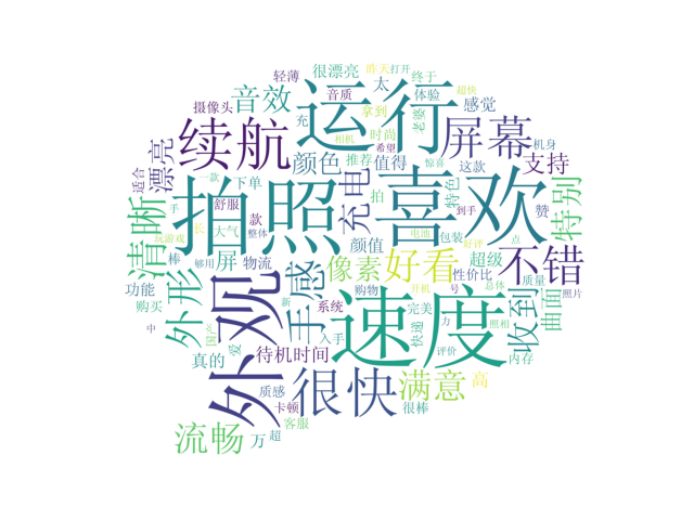 轻薄
很漂亮
昨天
打开
终于
超快
摄像头
音效
音质
运行
太
体验
拿到
老婆
感觉
充
时尚
相机
希望
续航
屏幕
机身
漂亮
颜色
推荐
值得
惊喜
这款
支持
适合
一款
下单
充电
拍照
喜欢
特色
特别
手
舒服
款
拍
到手
赞
清晰
长
大气
颜值
电池
包装
点
玩游戏
整体
好评
棒
够用
屏
物流
手感
像素
好看
超级
不错
外形
性价比
质量
功能
外观
开机
总体
照片
购买
购物
号
收到
曲面
新
系统
完美
速度
照相
国产
入手
快递
力
中
爱
真的
待机时间
评价
内存
质感
很快
满意
高
卡顿
很棒
流畅
万
超
客服